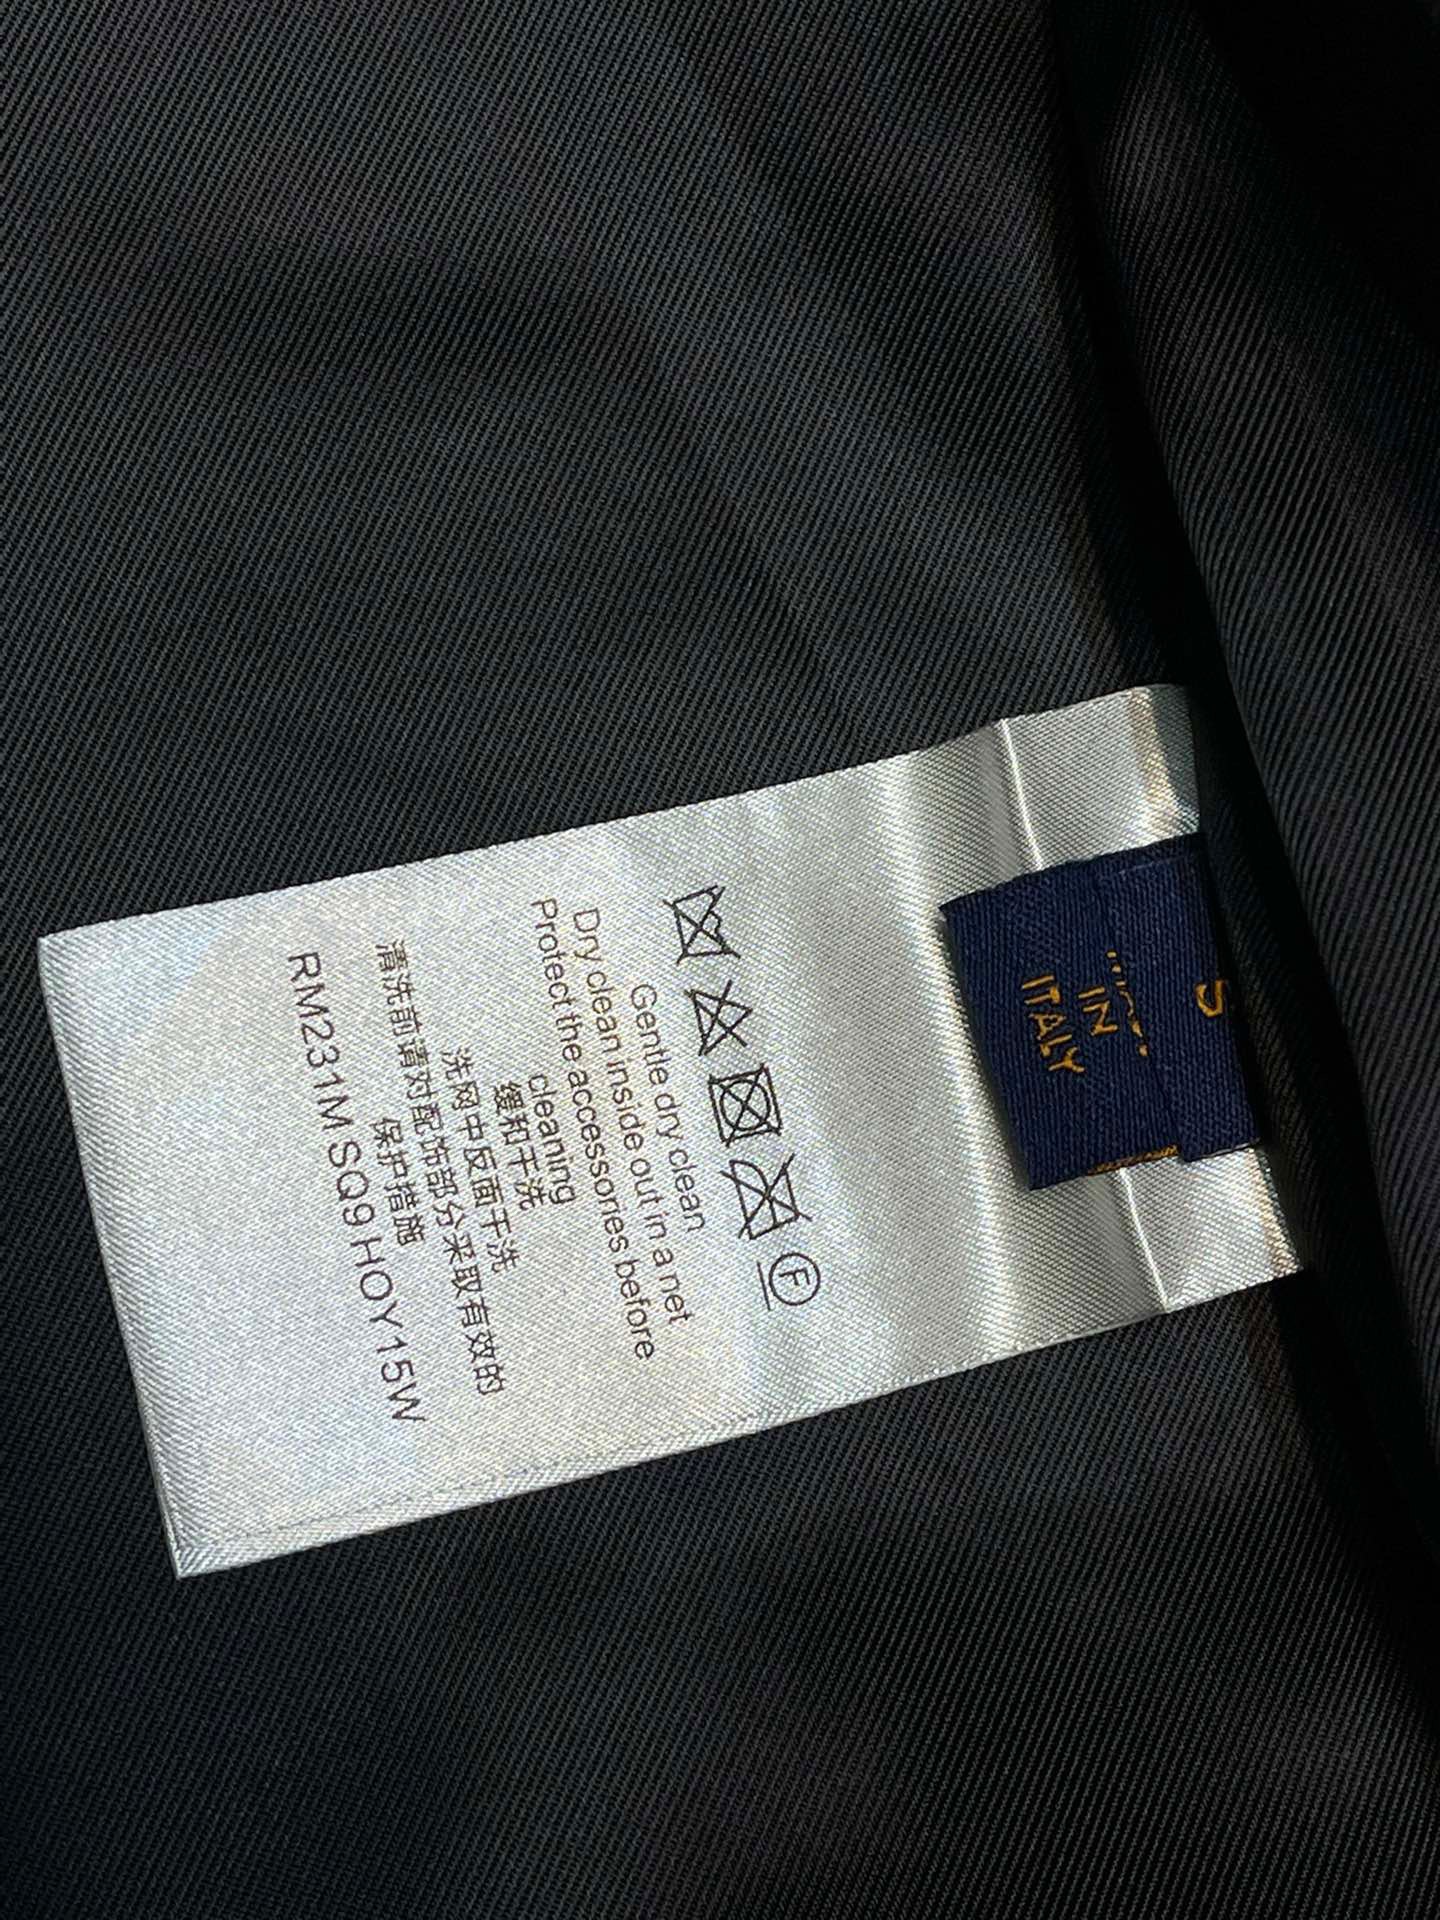 S
IN
ITALY
F
Gentle dry clean
Dry clean inside out in a net
Protect the accessories before
cleaning
缓和干洗
洗网中反面干洗
清洗前请对配饰部分采取有效的
保护措施
RM231M SQ9 HOY15W